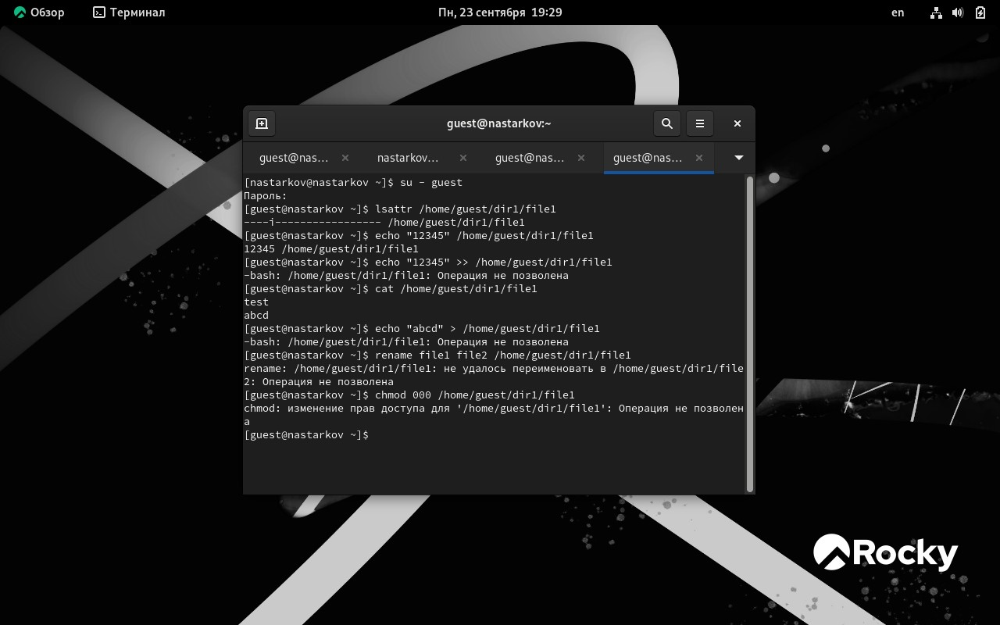 Обзор
Терминал
Пн, 23 сентября 19:29
en
guest@nastarkov:~
guest@nas…
nastarkov…
guest@nas…
guest@nas…
[nastarkov@nastarkov ~]$ su - guest
Пароль:
[guest@nastarkov ~]$ lsattr /home/guest/dir1/file1
----i----------------- /home/guest/dir1/file1
[guest@nastarkov ~]$ echo "12345" /home/guest/dir1/file1
12345 /home/guest/dir1/file1
[guest@nastarkov ~]$ echo "12345" >> /home/guest/dir1/file1
-bash: /home/guest/dir1/file1: Операция не позволена
[guest@nastarkov ~]$ cat /home/guest/dir1/file1
test
abcd
[guest@nastarkov ~]$ echo "abcd" > /home/guest/dir1/file1
-bash: /home/guest/dir1/file1: Операция не позволена
[guest@nastarkov ~]$ rename file1 file2 /home/guest/dir1/file1
rename: /home/guest/dir1/file1: не удалось переименовать в /home/guest/dir1/file
2: Операция не позволена
[guest@nastarkov ~]$ chmod 000 /home/guest/dir1/file1
chmod: изменение прав доступа для '/home/guest/dir1/file1': Операция не позволен
а
[guest@nastarkov ~]$
Rocky